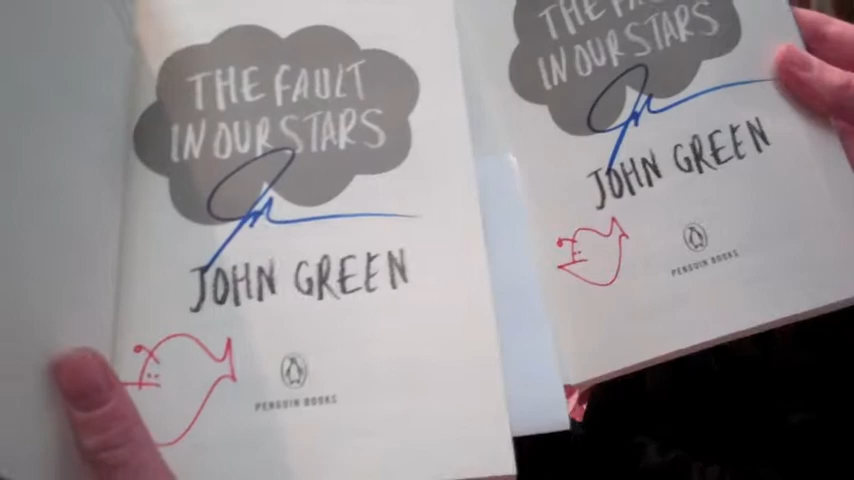 THE FAULT
IN OUR STARS
JOHN GREEN
PENGUIN BOOKS
THE FAULT
IN OUR STARS
JOHN GREEN
PENGUIN BOOKS